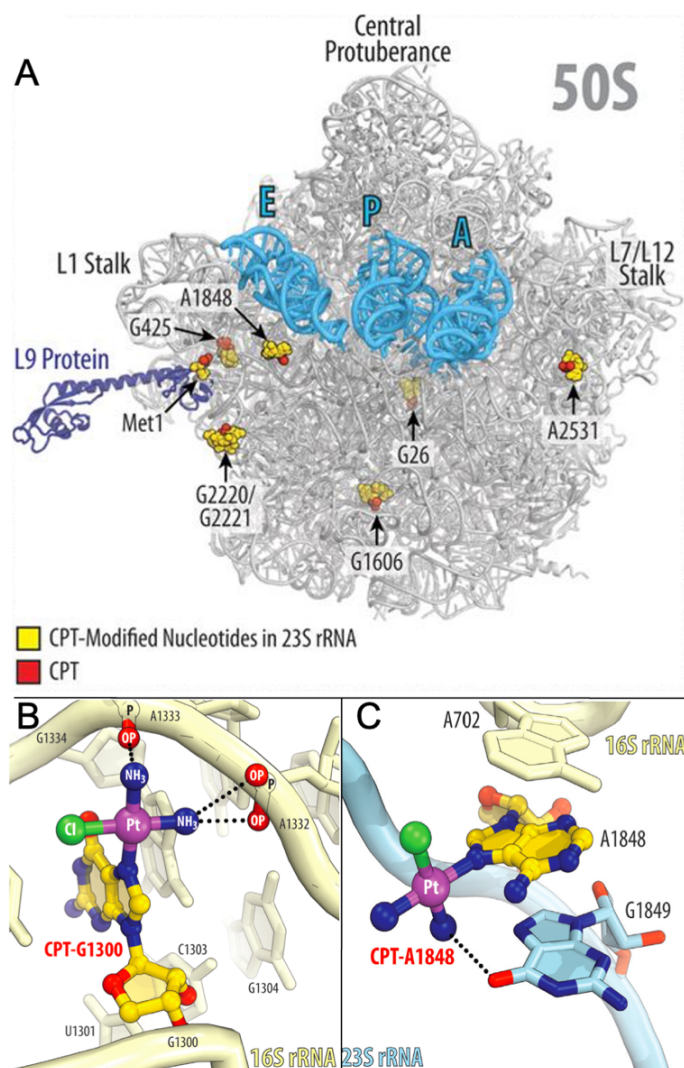 A
Central
Protuberance
50S
E
P
A
L1 Stalk
A1848
L7/L12
Stalk
G425
L9 Protein
Met1
G26
A2531
G2220/
G2221
G1606
CPT-Modified Nucleotides in 23S rRNA
CPT
B
P
A1333
G1334
OP
NH3
OP
P
Cl
Pt
NH3
OP
A1332
CPT-G1300
C1303
G1304
U1301
G1300
16S rRNA
C
A702
16S rRNA
A1848
Pt
G1849
CPT-A1848
23S rRNA